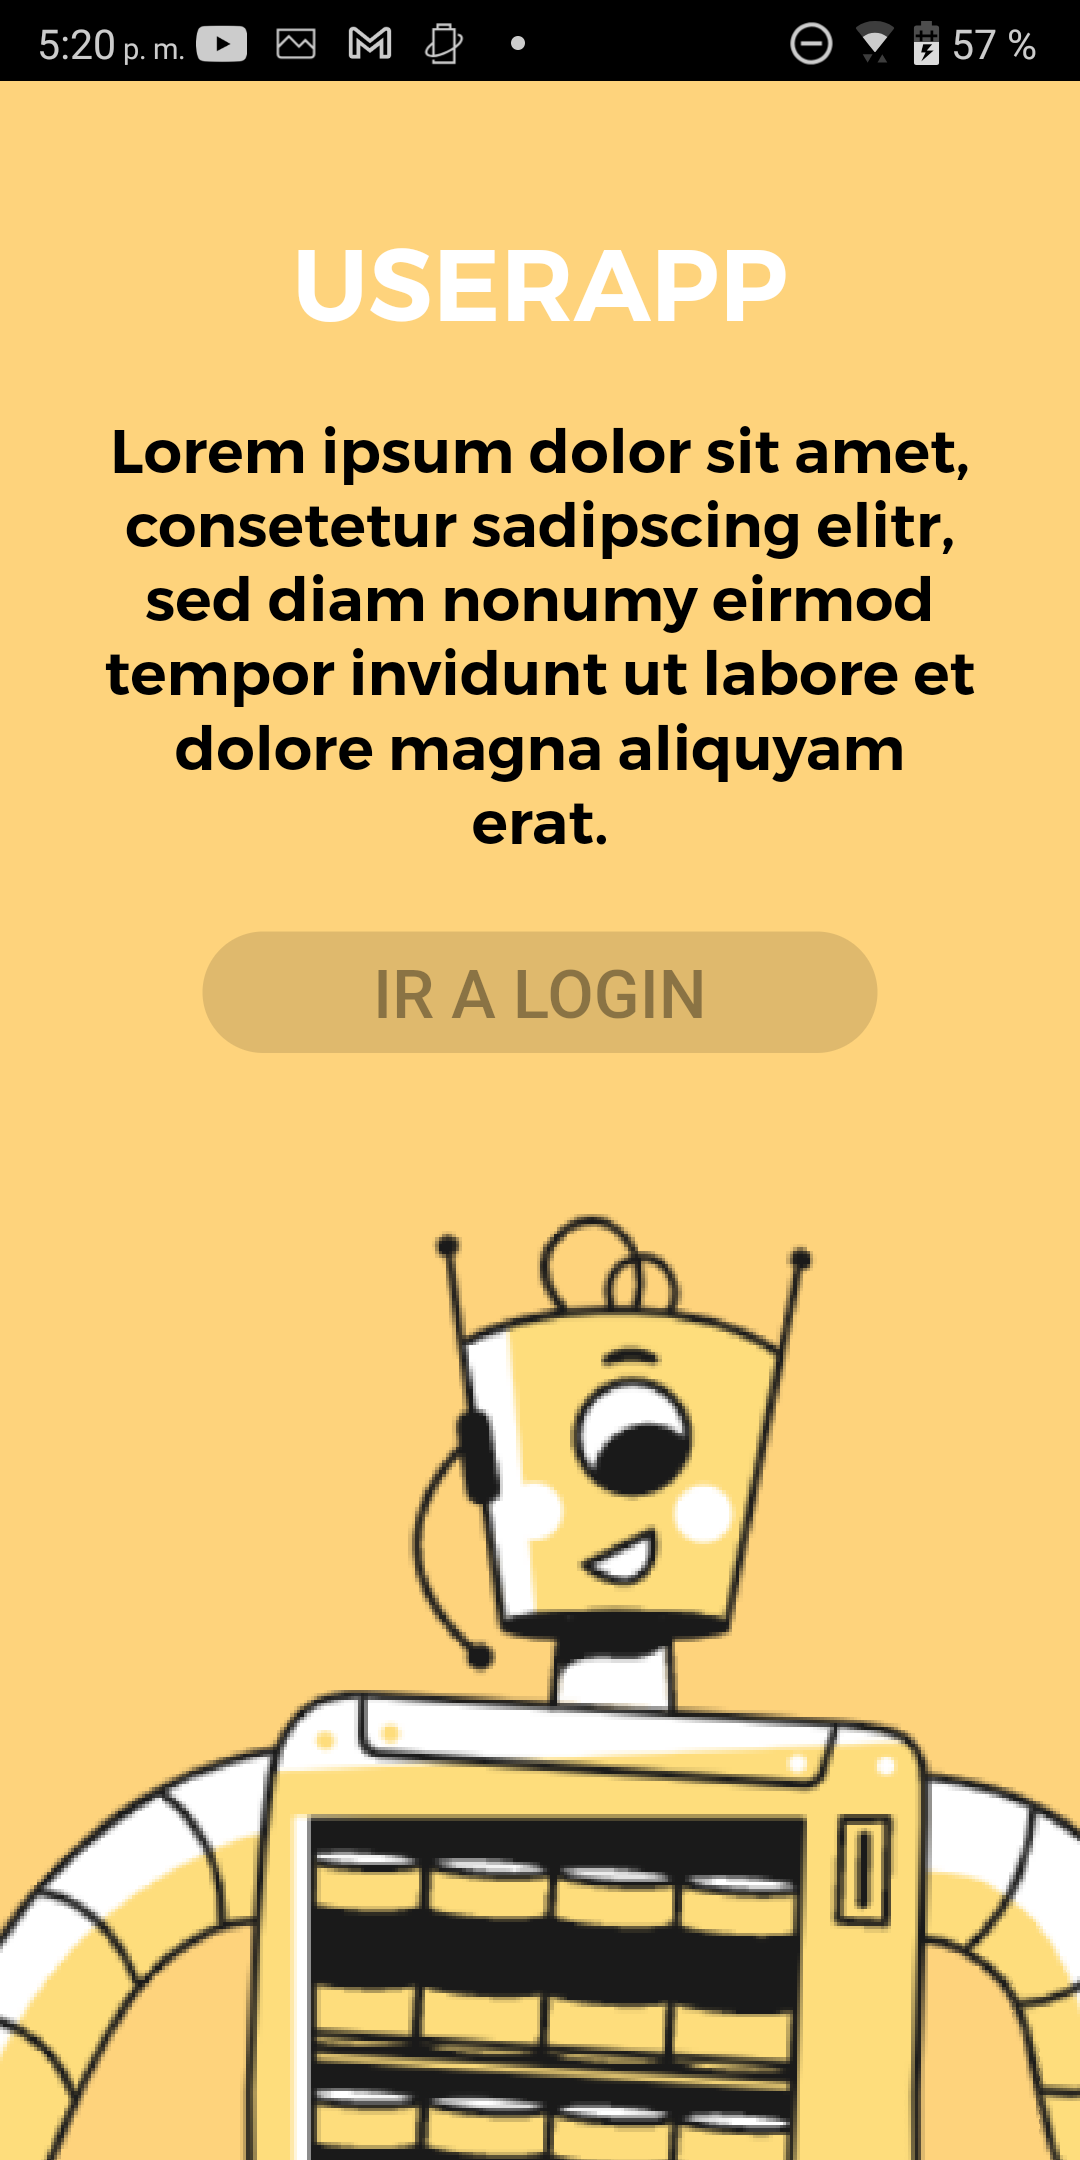 5:20 p. m.
57 %
USERAPP
Lorem ipsum dolor sit amet,
consetetur sadipscing elitr,
sed diam nonumy eirmod
tempor invidunt ut labore et
dolore magna aliquyam
erat.
IR A LOGIN